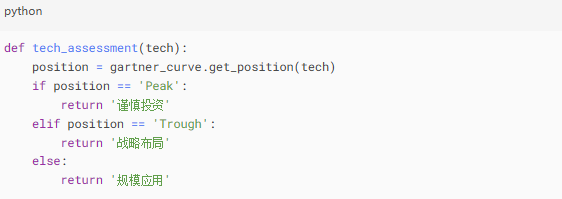 python
def tech_assessment(tech):
    position = gartner_curve.get_position(tech)
    if position == 'Peak':
        return '谨慎投资'
    elif position == 'Trough':
        return '战略布局'
    else:
        return '规模应用'